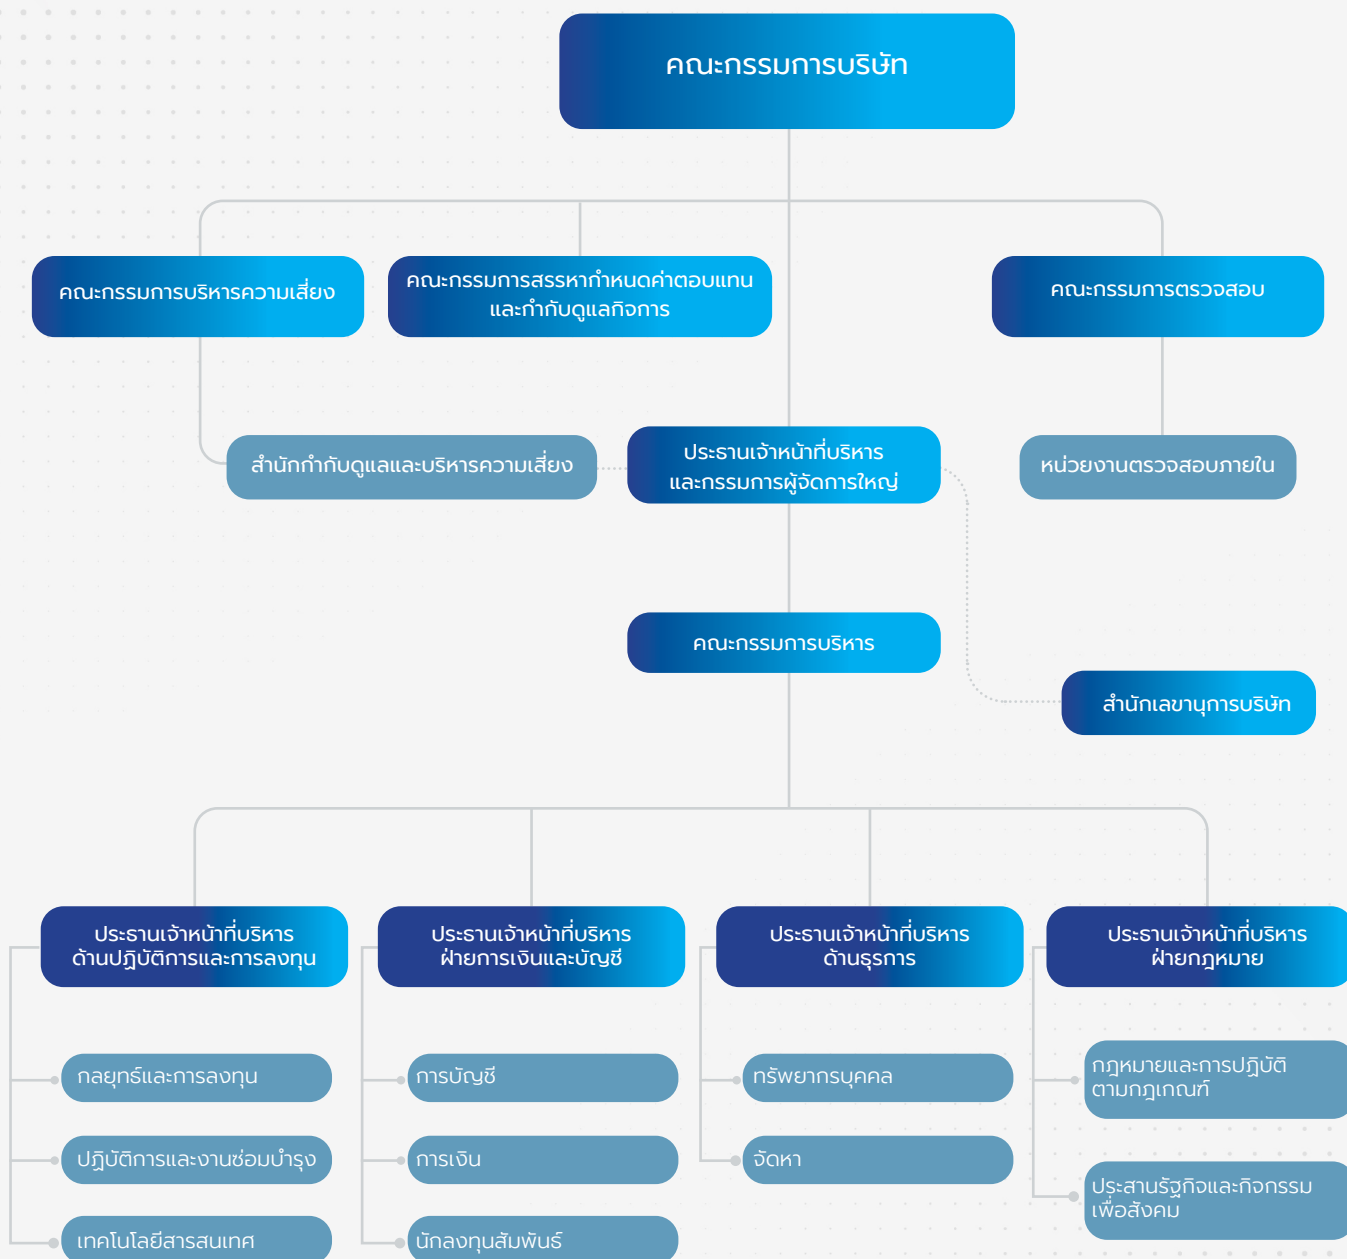 คณะกรรมการบริษัท
คณะกรรมการบริหารความเสี่ยง
คณะกรรมการสรรหากำหนดค่าตอบแทน
และกำกับดูแลกิจการ
คณะกรรมการตรวจสอบ
สำนักกำกับดูแลและบริหารความเสี่ยง
ประธานเจ้าหน้าที่บริหาร
และกรรมการผู้จัดการใหญ่
หน่วยงานตรวจสอบภายใน
คณะกรรมการบริหาร
สำนักเลขานุการบริษัท
ประธานเจ้าหน้าที่บริหาร
ด้านปฏิบัติการและการลงทุน
กลยุทธ์และการลงทุน
ปฏิบัติการและงานซ่อมบำรุง
เทคโนโลยีสารสนเทศ
ประธานเจ้าหน้าที่บริหาร
ฝ่ายการเงินและบัญชี
การบัญชี
การเงิน
นักลงทุนสัมพันธ์
ประธานเจ้าหน้าที่บริหาร
ด้านธุรการ
ทรัพยากรบุคคล
จัดหา
ประธานเจ้าหน้าที่บริหาร
ฝ่ายกฎหมาย
กฎหมายและการปฏิบัติ
ตามกฎเกณฑ์
ประสานรัฐกิจและกิจกรรม
เพื่อสังคม